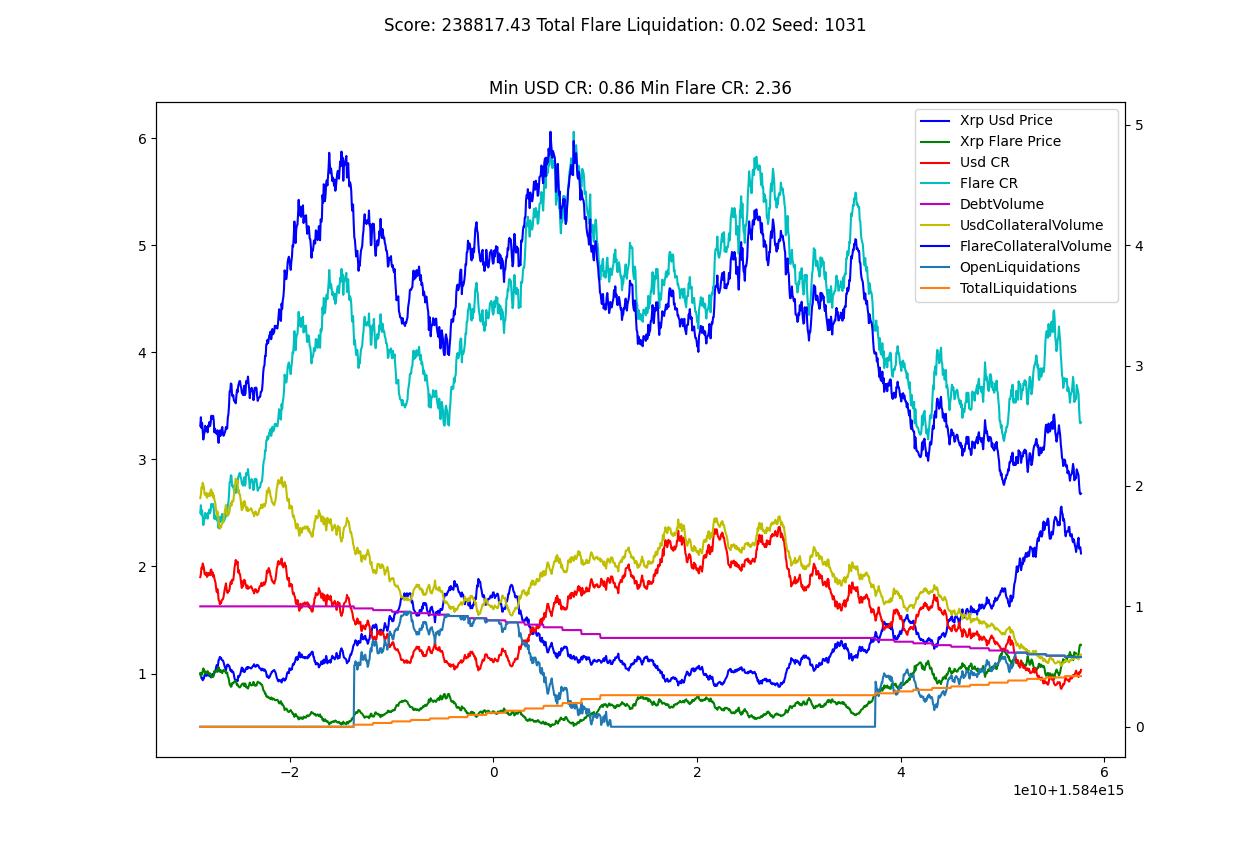 Score: 238817.43 Total Flare Liquidation: 0.02 Seed: 1031
Min USD CR: 0.86 Min Flare CR: 2.36
Xrp Usd Price
Xrp Flare Price
Usd CR
Flare CR
DebtVolume
UsdCollateralVolume
FlareCollateralVolume
OpenLiquidations
TotalLiquidations
6
5
4
3
2
1
5
4
3
2
1
0
−2
0
2
4
6
1e10+1.584e15